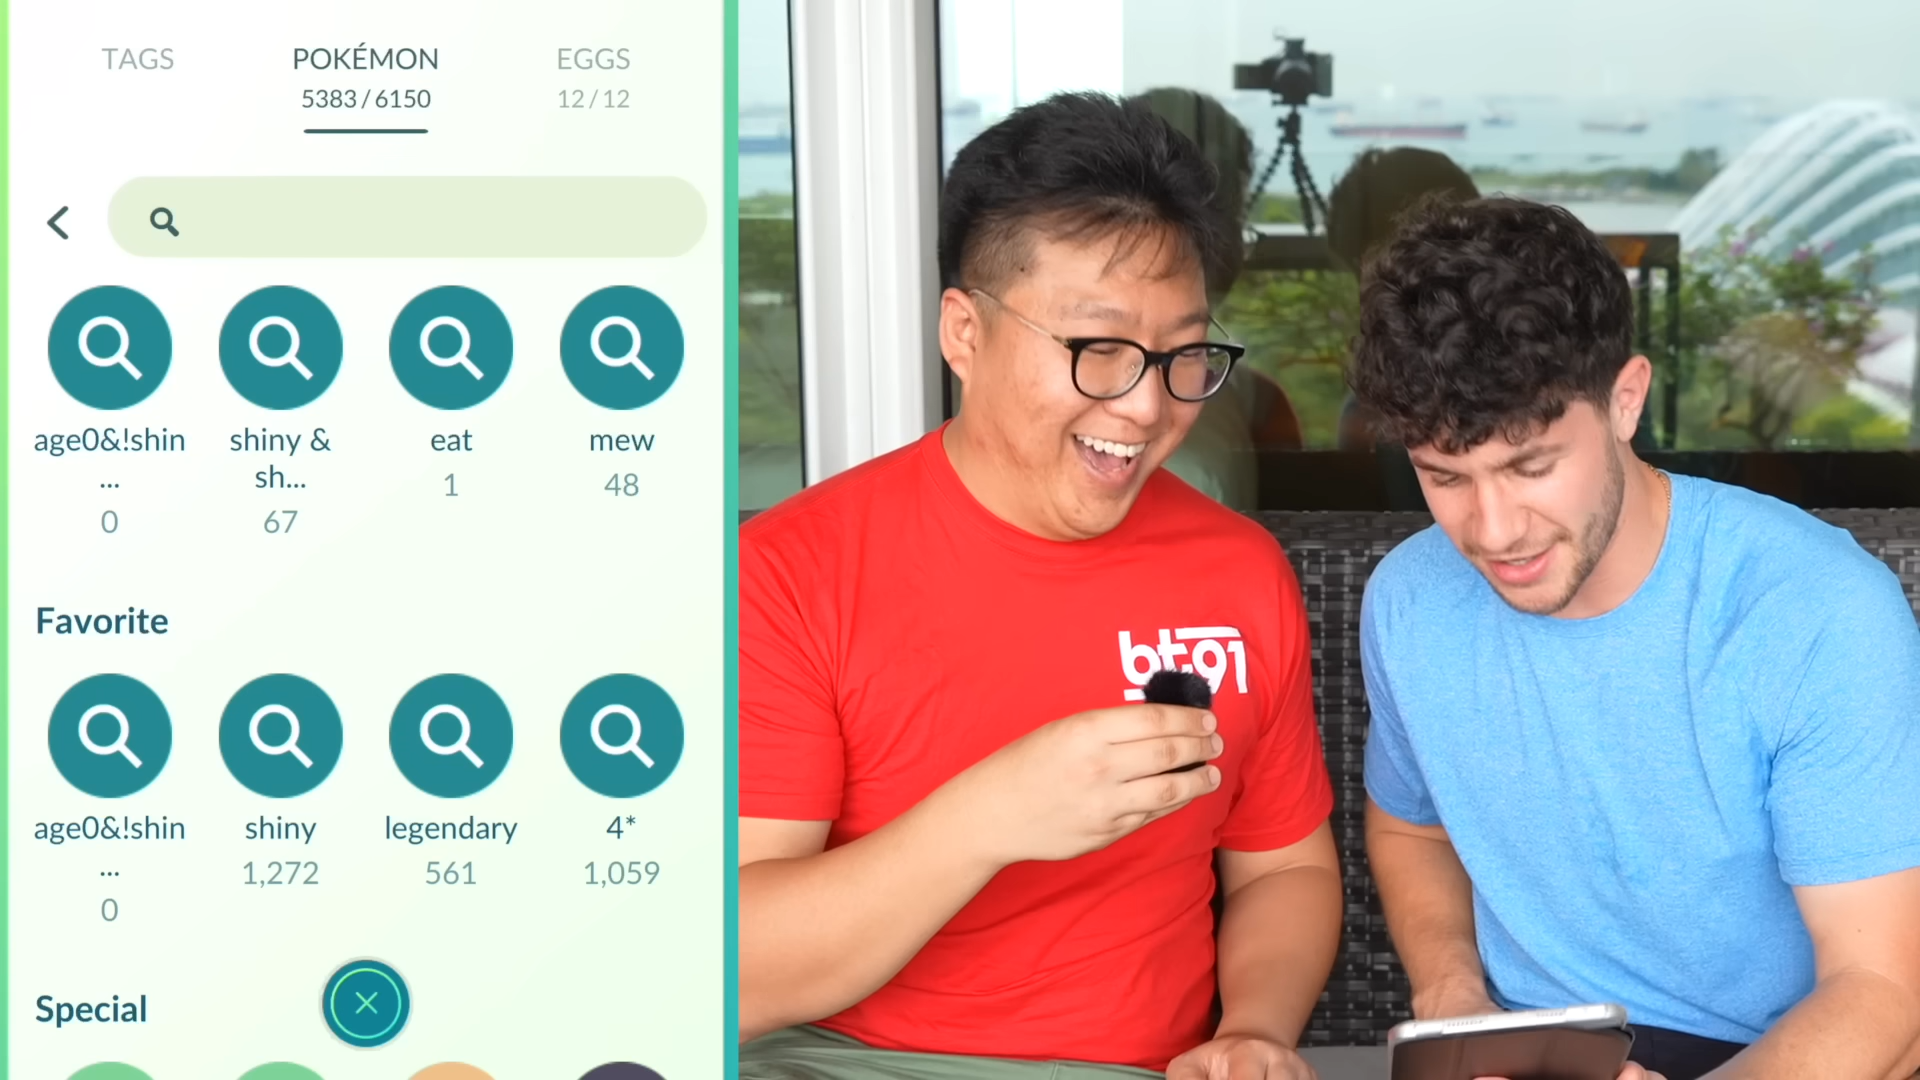 TAGS
POKÉMON
EGGS
5383 / 6150
12 / 12
age0&!shin
...
0
shiny &
sh...
67
eat
1
mew
48
Favorite
age0&!shin
...
0
shiny
1,272
legendary
561
4*
1,059
Special
bt91